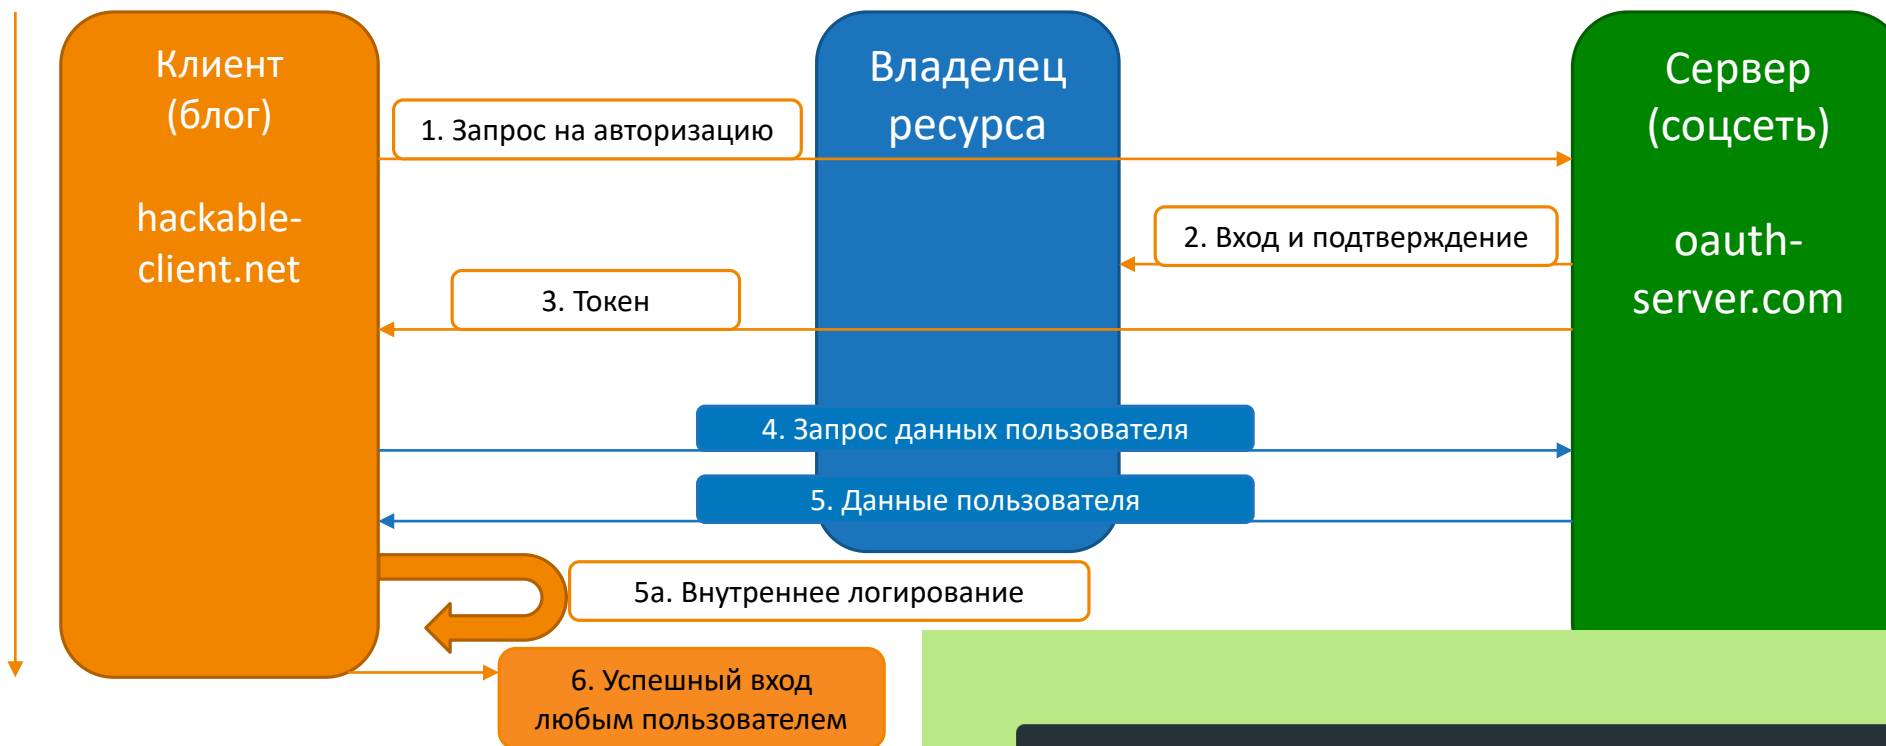 Клиент
(блог)
hackable-
client.net
Владелец
ресурса
Сервер
(соцсеть)
oauth-
server.com
1. Запрос на авторизацию
2. Вход и подтверждение
3. Токен
4. Запрос данных пользователя
5. Данные пользователя
5а. Внутреннее логирование
6. Успешный вход
любым пользователем